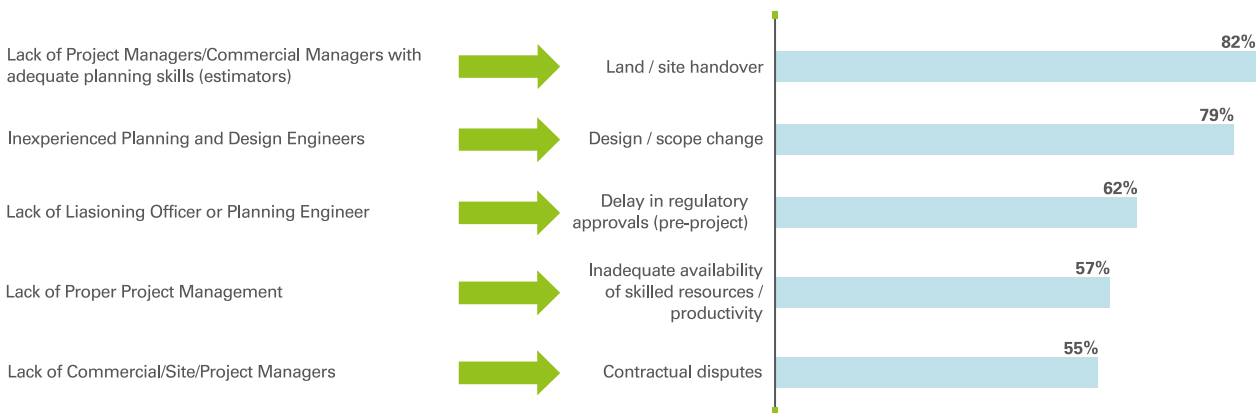 Lack of Project Managers/Commercial Managers with
adequate planning skills (estimators)
Land / site handover
82%
Inexperienced Planning and Design Engineers
Design / scope change
79%
Lack of Liasioning Officer or Planning Engineer
Delay in regulatory
approvals (pre-project)
62%
Lack of Proper Project Management
Inadequate availability
of skilled resources /
productivity
57%
Lack of Commercial/Site/Project Managers
Contractual disputes
55%